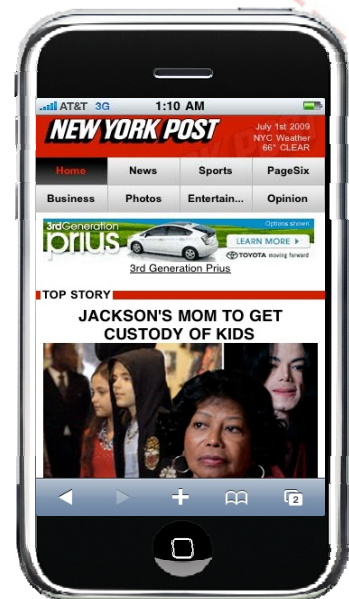 AT&T 3G 1:10 AM
NEW YORK POST
July 1st 2009
NYC Weather
66° CLEAR
Home News Sports PageSix
Business Photos Entertain... Opinion
3rdGeneration
prius
Options shown
LEARN MORE
TOYOTA moving forward
3rd Generation Prius
TOP STORY
JACKSON'S MOM TO GET
CUSTODY OF KIDS
2